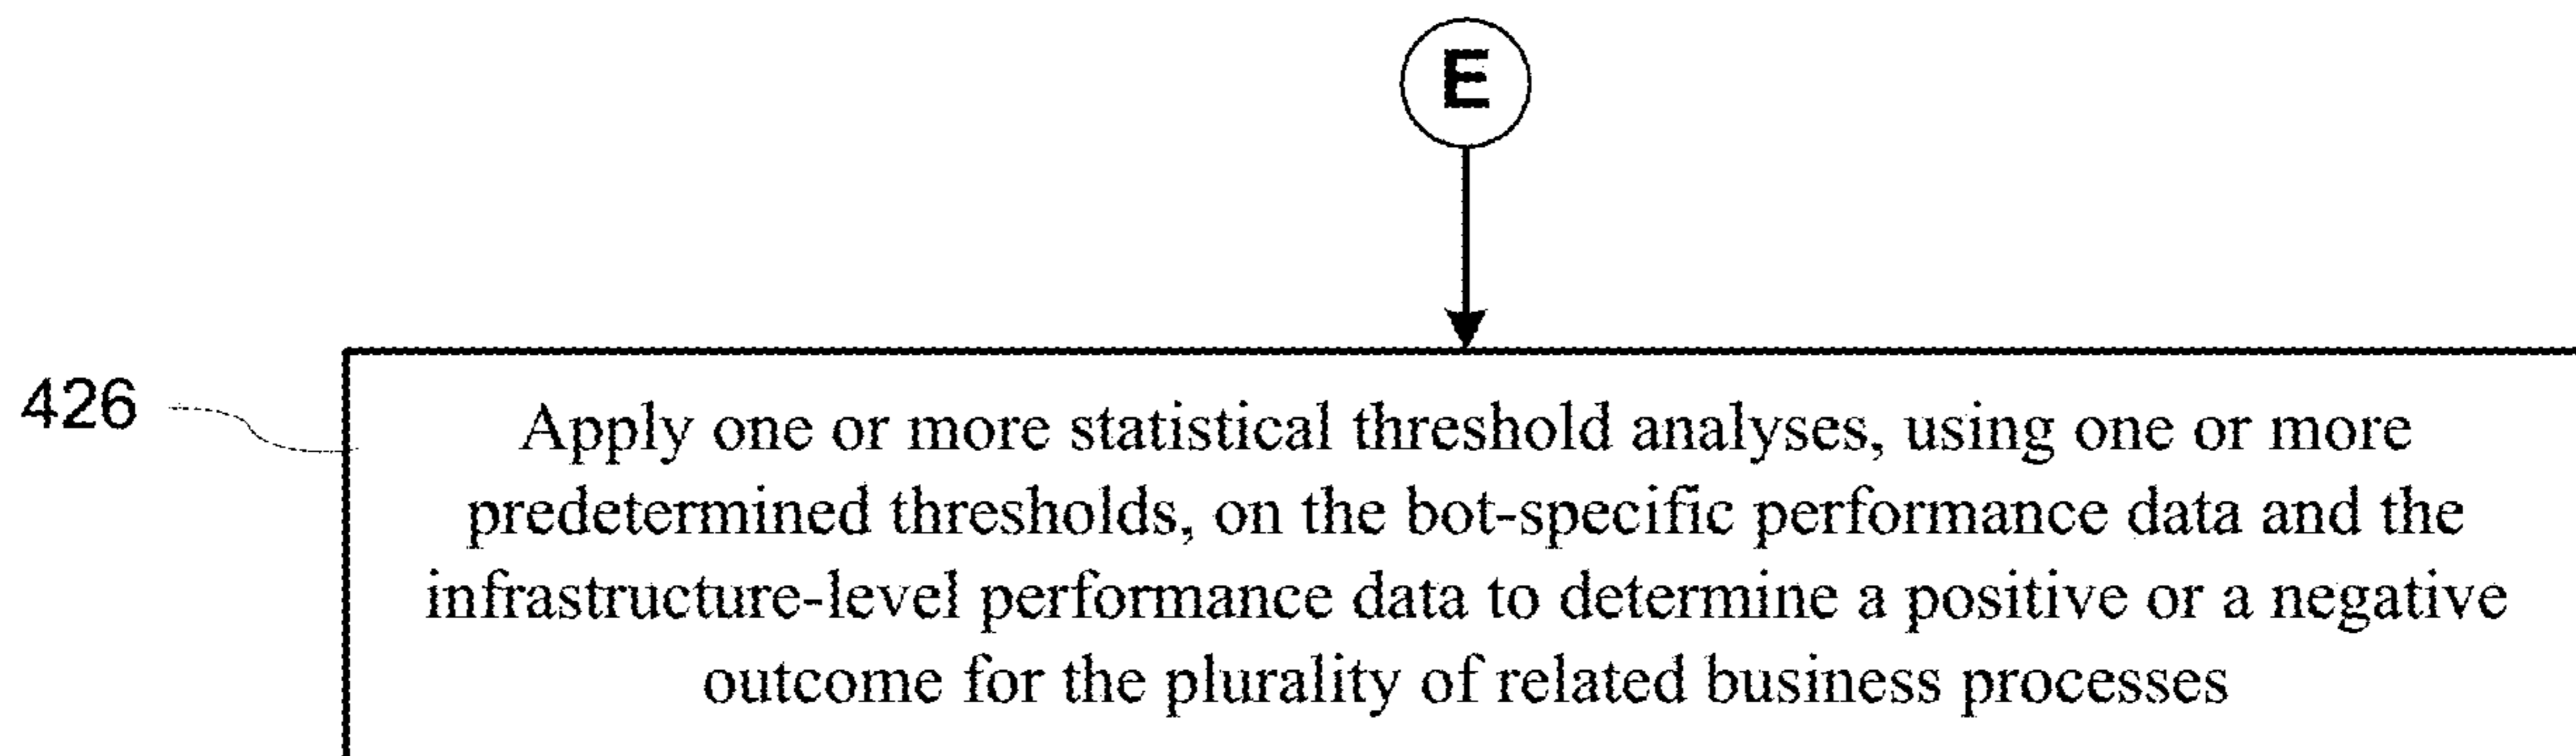 E
426
Apply one or more statistical threshold analyses, using one or more
predetermined thresholds, on the bot-specific performance data and the
infrastructure-level performance data to determine a positive or a negative
outcome for the plurality of related business processes